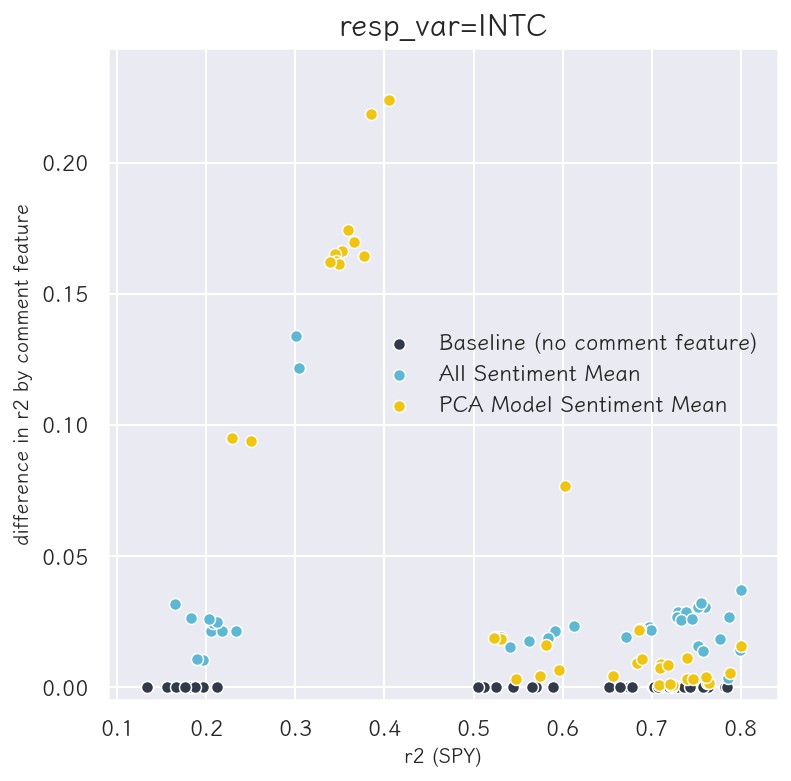 resp_var=INTC
difference in r2 by comment feature
0.20
0.15
0.10
0.05
0.00
Baseline (no comment feature)
All Sentiment Mean
PCA Model Sentiment Mean
0.1 0.2 0.3 0.4 0.5 0.6 0.7 0.8
r2 (SPY)